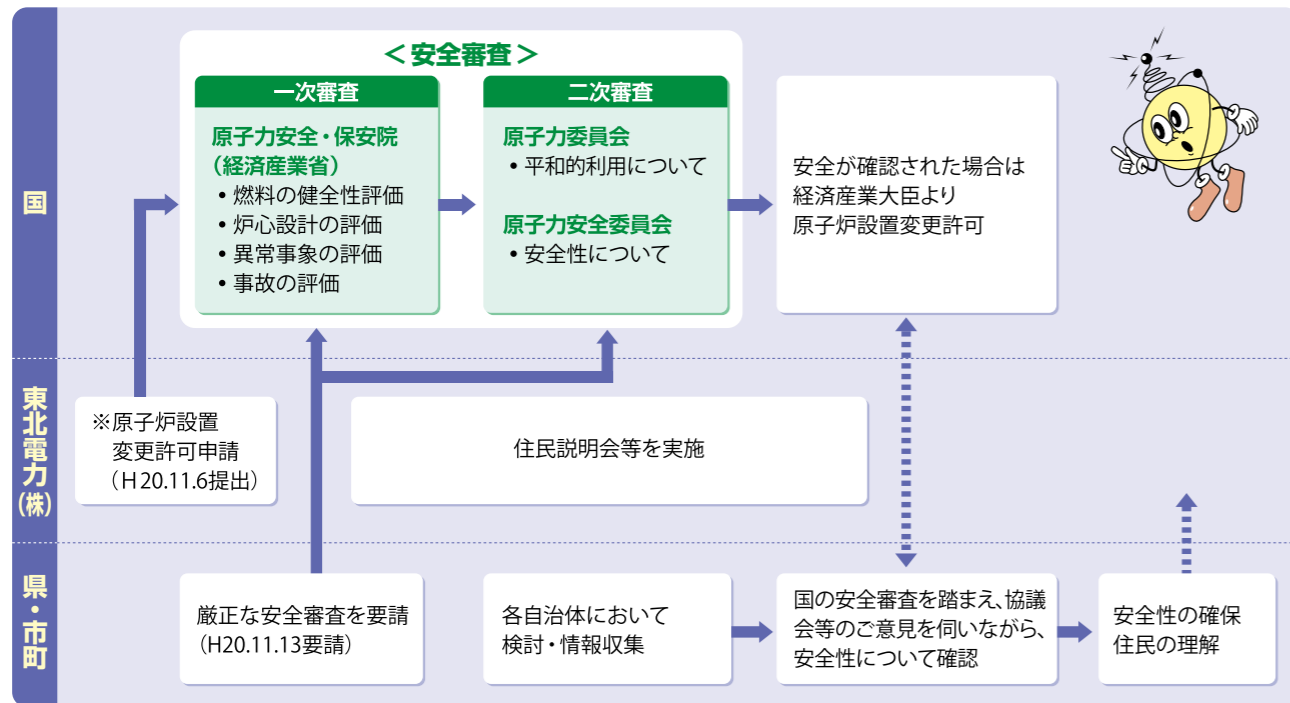 国
＜安全審査＞
一次審査
原子力安全・保安院
（経済産業省）
・燃料の健全性評価
・炉心設計の評価
・異常事象の評価
・事故の評価
二次審査
原子力委員会
・平和的利用について
原子力安全委員会
・安全性について
安全が確認された場合は
経済産業大臣より
原子炉設置変更許可
東北電力(株)
※原子炉設置
変更許可申請
（H20.11.6提出）
住民説明会等を実施
県・市町
厳正な安全審査を要請
(H20.11.13要請)
各自治体において
検討・情報収集
国の安全審査を踏まえ、協議
会等のご意見を伺いながら、
安全性について確認
安全性の確保
住民の理解